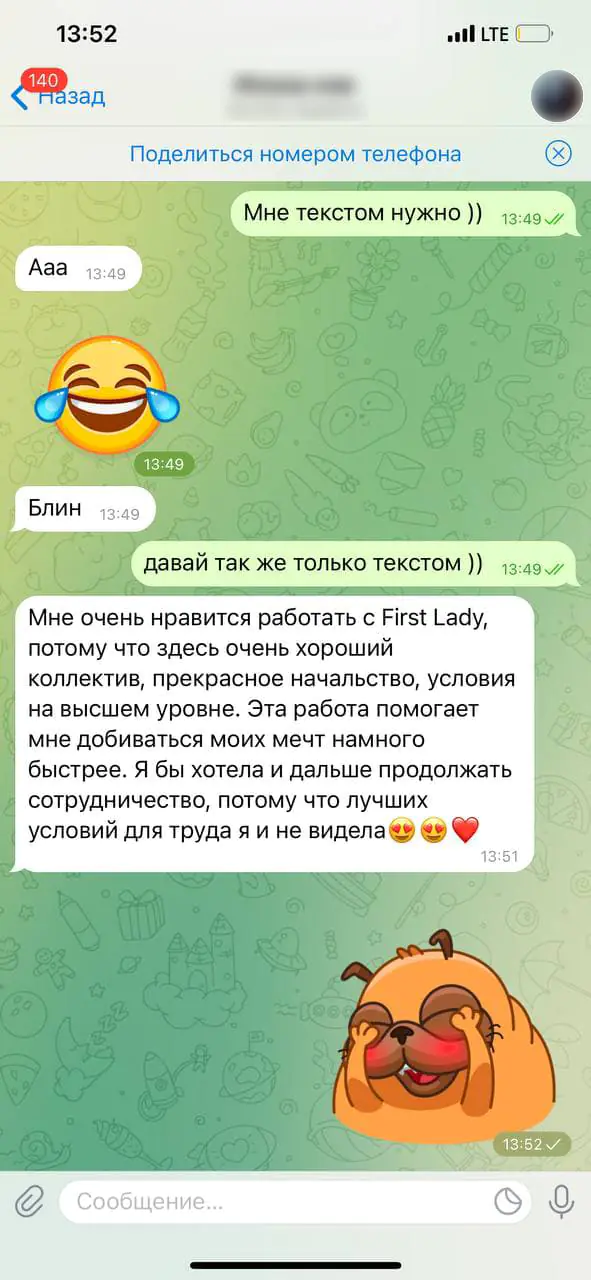 13:52
LTE
140
Назад
Поделиться номером телефона
Мне текстом нужно )) 13:49
Ааа 13:49
13:49
Блин 13:49
давай так же только текстом )) 13:49
Мне очень нравится работать с First Lady,
потому что здесь очень хороший
коллектив, прекрасное начальство, условия
на высшем уровне. Эта работа помогает
мне добиваться моих мечт намного
быстрее. Я бы хотела и дальше продолжать
сотрудничество, потому что лучших
условий для труда я и не видела😍😍❤️
13:51
13:52
Сообщение...